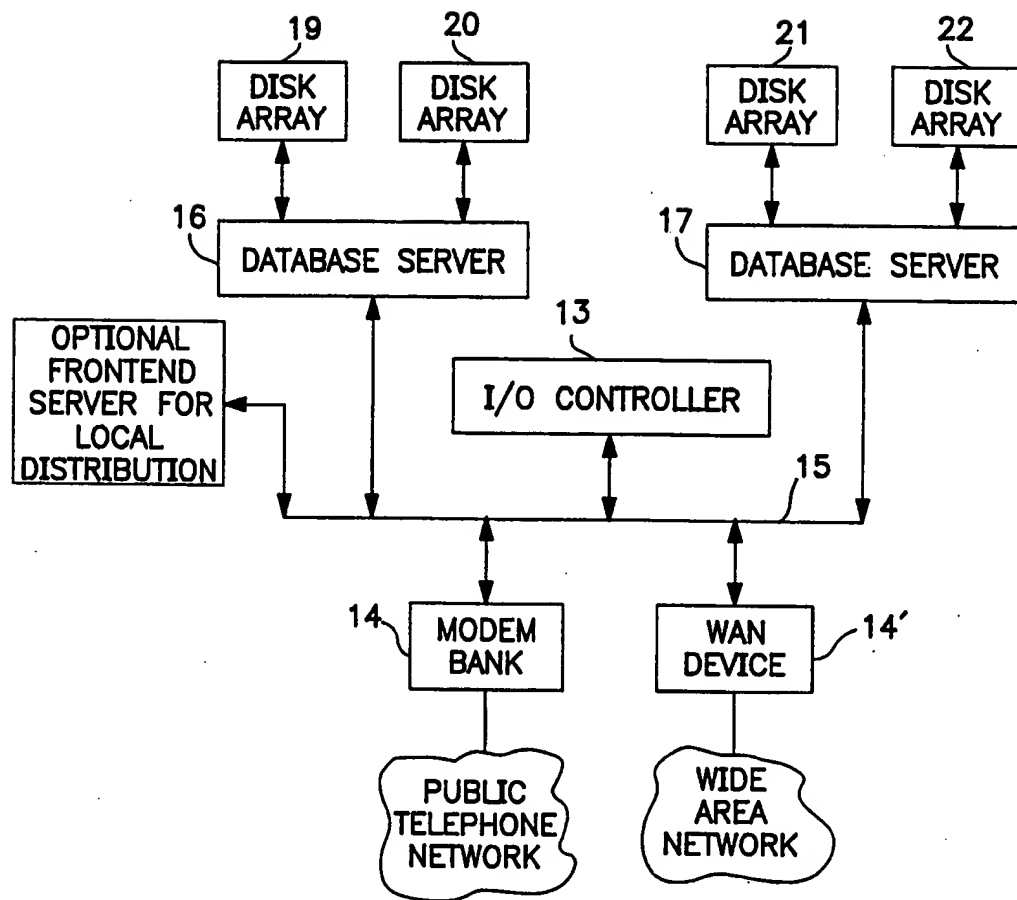 19
20
21
22
DISK
ARRAY
DISK
ARRAY
DISK
ARRAY
DISK
ARRAY
16
DATABASE SERVER
17
DATABASE SERVER
OPTIONAL
FRONTEND
SERVER FOR
LOCAL
DISTRIBUTION
13
I/O CONTROLLER
15
14
MODEM
BANK
WAN
DEVICE
14′
PUBLIC
TELEPHONE
NETWORK
WIDE
AREA
NETWORK